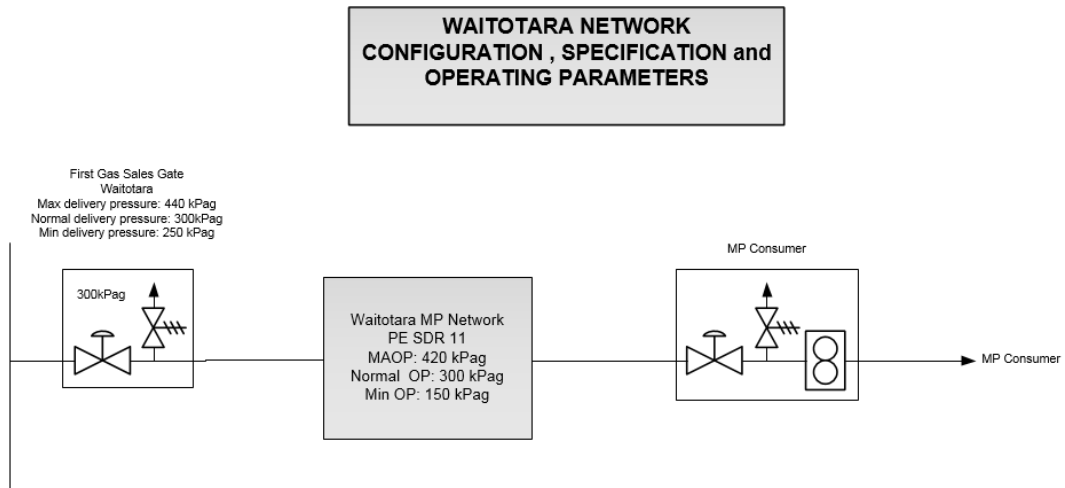 WAITOTARA NETWORK
CONFIGURATION , SPECIFICATION and
OPERATING PARAMETERS
First Gas Sales Gate
Waitotara
Max delivery pressure: 440 kPag
Normal delivery pressure: 300kPag
Min delivery pressure: 250 kPag
300kPag
Waitotara MP Network
PE SDR 11
MAOP: 420 kPag
Normal OP: 300 kPag
Min OP: 150 kPag
MP Consumer
MP Consumer